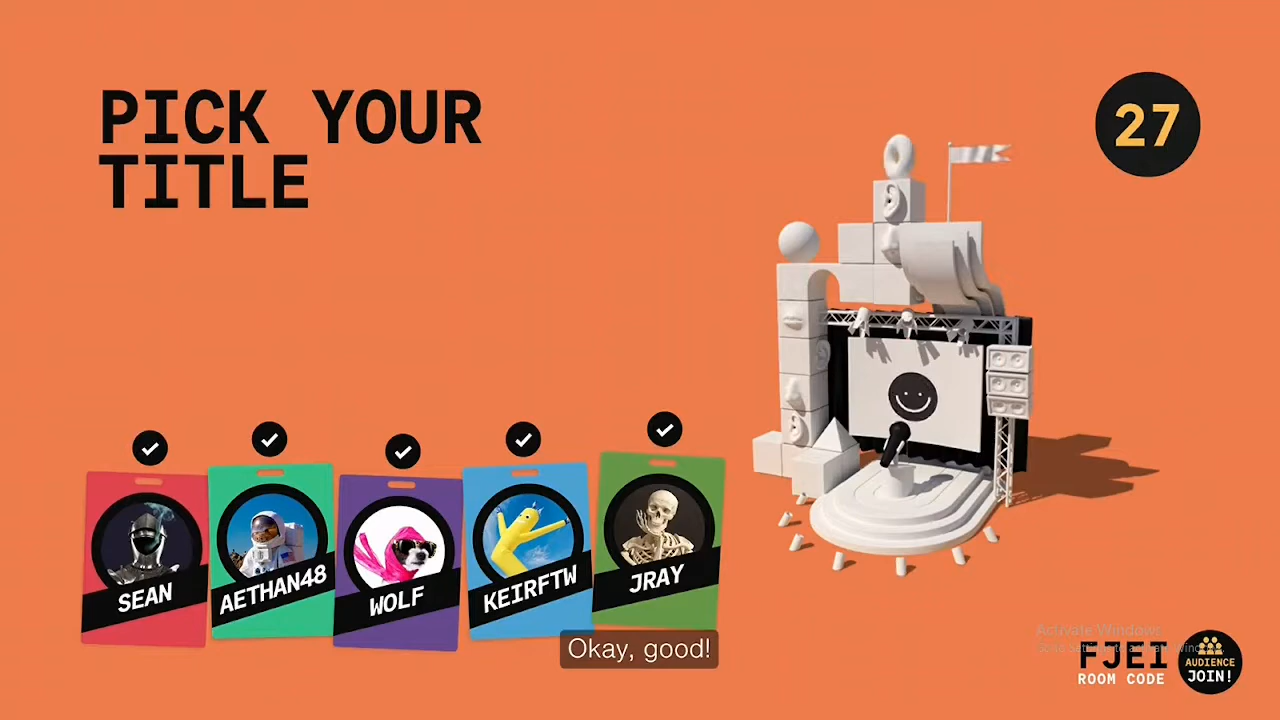 PICK YOUR
TITLE
27
SEAN
AETHAN48
WOLF
KEIRFTW
JRAY
Okay, good!
Activate Windows
FJEI
ROOM CODE
AUDIENCE
JOIN!